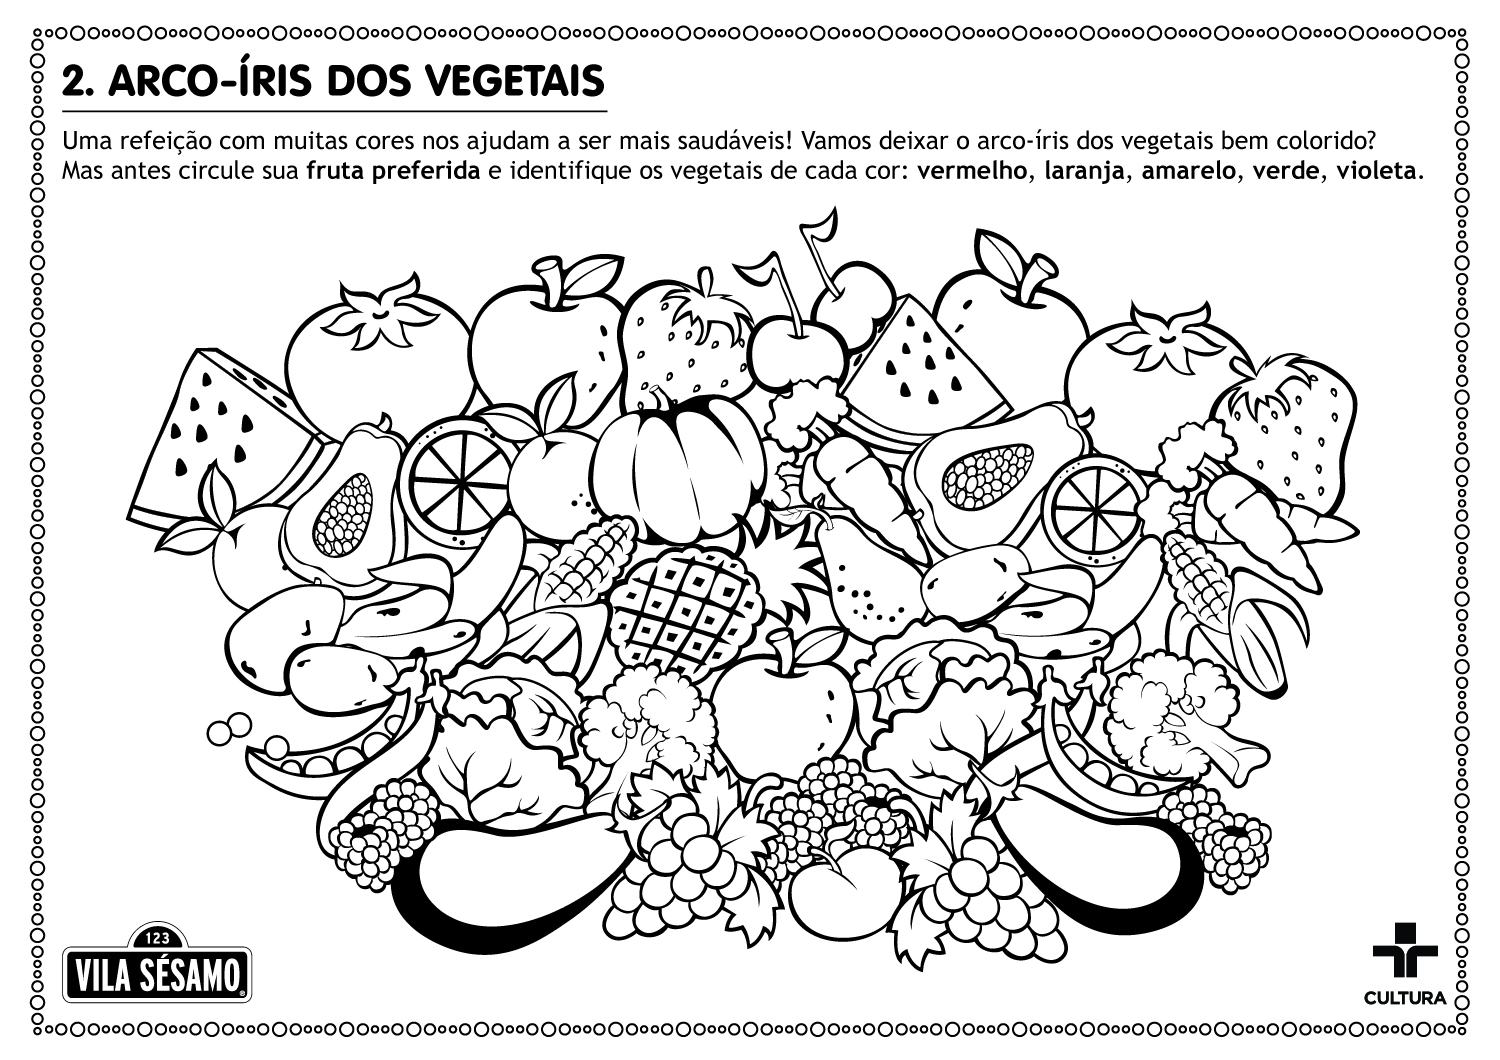 2. ARCO-ÍRIS DOS VEGETAIS
Uma refeição com muitas cores nos ajudam a ser mais saudáveis! Vamos deixar o arco-íris dos vegetais bem colorido?
Mas antes circule sua fruta preferida e identifique os vegetais de cada cor: vermelho, laranja, amarelo, verde, violeta.
123
VILA SÉSAMO®
CULTURA